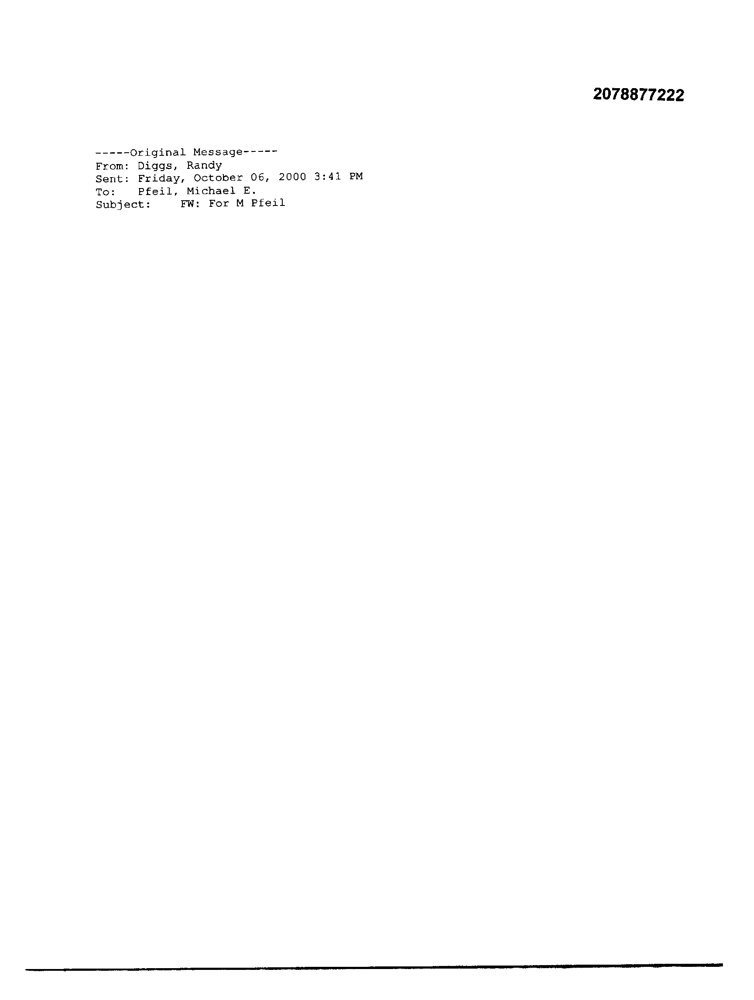 2078877222
-----Original Message-----
From: Diggs, Randy
Sent: Friday, October 06, 2000 3:41 PM
To: Pfeil, Michael E.
Subject: FW: For M Pfeil